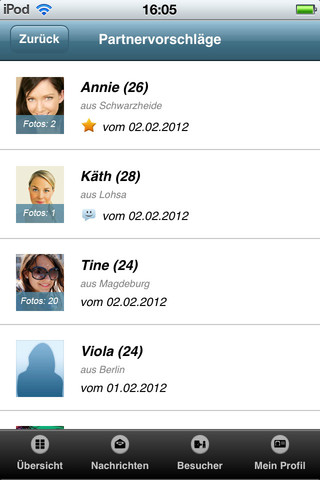 iPod 16:05
Zurück Partnervorschläge
Annie (26)
aus Schwarzheide
Fotos: 2
vom 02.02.2012
Käth (28)
aus Lohsa
Fotos: 1
vom 02.02.2012
Tine (24)
aus Magdeburg
Fotos: 20
vom 02.02.2012
Viola (24)
aus Berlin
vom 01.02.2012
Übersicht Nachrichten Besucher Mein Profil